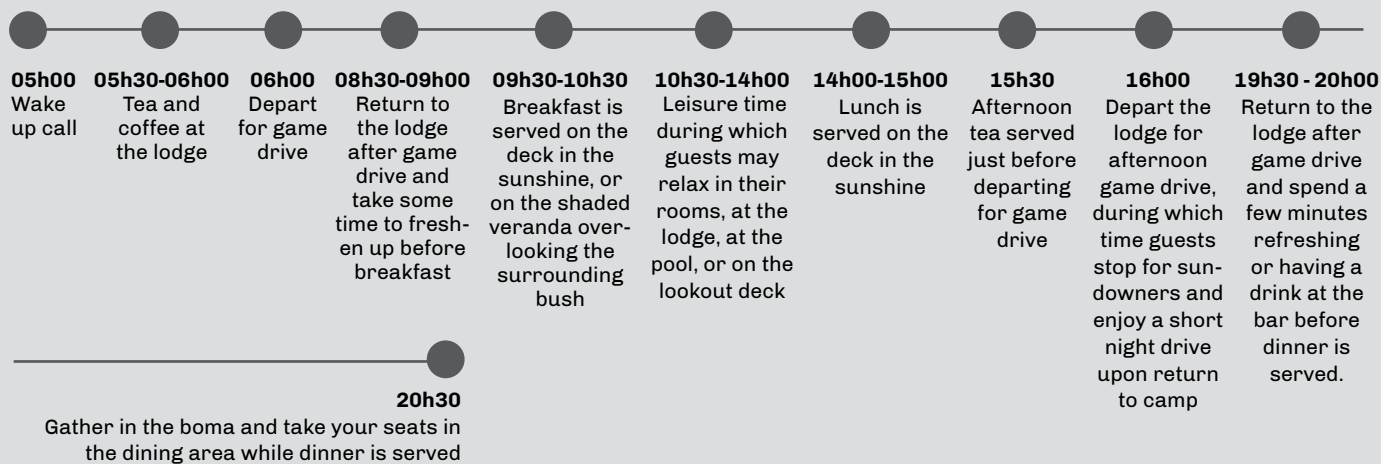 05h00
Wake
up call
05h30-06h00
Tea and
coffee at
the lodge
06h00
Depart
for game
drive
08h30-09h00
Return to
the lodge
after game
drive and
take some
time to fresh-
en up before
breakfast
09h30-10h30
Breakfast is
served on the
deck in the
sunshine, or
on the shaded
veranda over-
looking the
surrounding
bush
10h30-14h00
Leisure time
during which
guests may
relax in their
rooms, at the
lodge, at the
pool, or on the
lookout deck
14h00-15h00
Lunch is
served on the
deck in the
sunshine
15h30
Afternoon
tea served
just before
departing
for game
drive
16h00
Depart the
lodge for
afternoon
game drive,
during which
time guests
stop for sun-
downers and
enjoy a short
night drive
upon return
to camp
19h30 - 20h00
Return to the
lodge after
game drive
and spend a
few minutes
refreshing
or having a
drink at the
bar before
dinner is
served.
20h30
Gather in the boma and take your seats in
the dining area while dinner is served